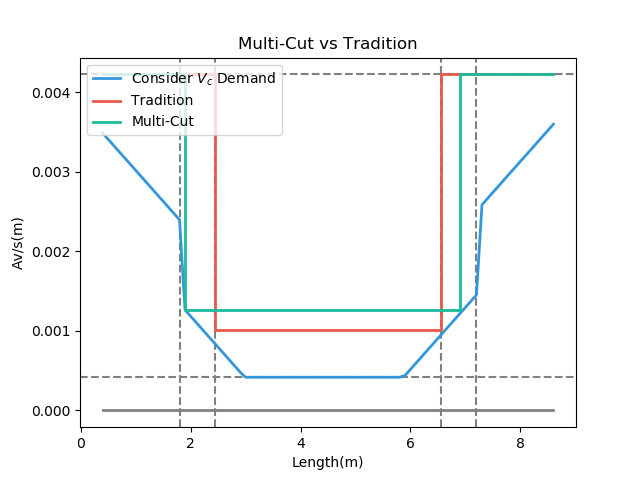 Multi-Cut vs Tradition
Consider $V_c$ Demand
Tradition
Multi-Cut
Av/s(m)
0.004
0.003
0.002
0.001
0.000
0 2 4 6 8
Length(m)